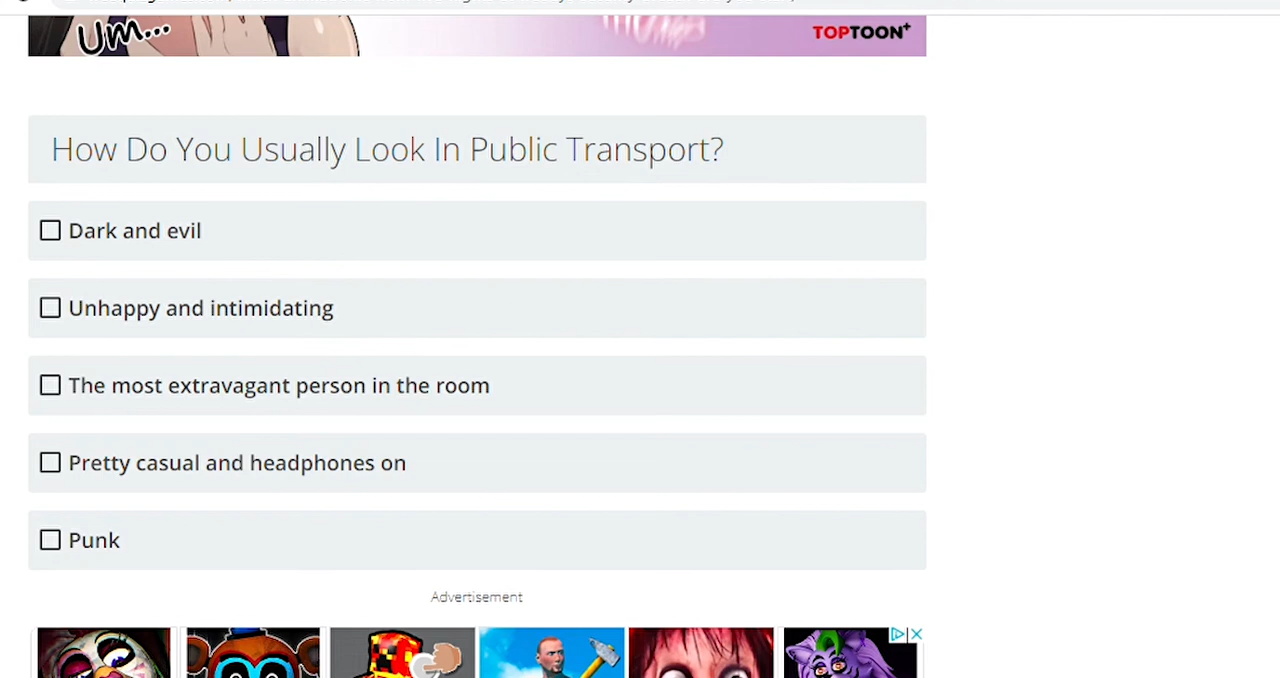 Um...
TOPTOON+
How Do You Usually Look In Public Transport?
Dark and evil
Unhappy and intimidating
The most extravagant person in the room
Pretty casual and headphones on
Punk
Advertisement